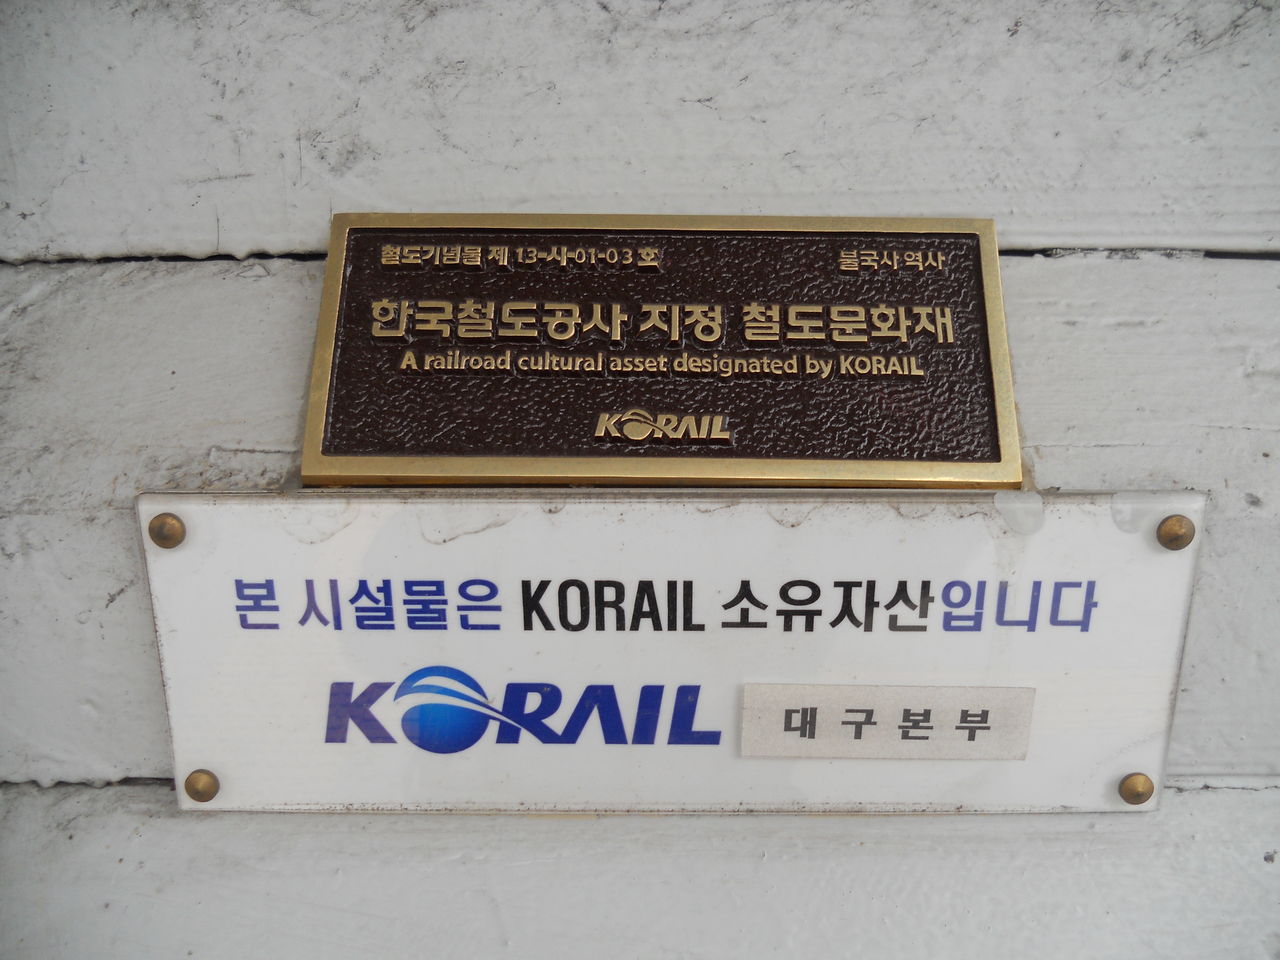 철도기념물 제 13-시-01-03 호 불국사 역사
한국철도공사 지정 철도문화재
A railroad cultural asset designated by KORAIL
KORAIL
본 시설물은 KORAIL 소유자산입니다
KORAIL 대구본부